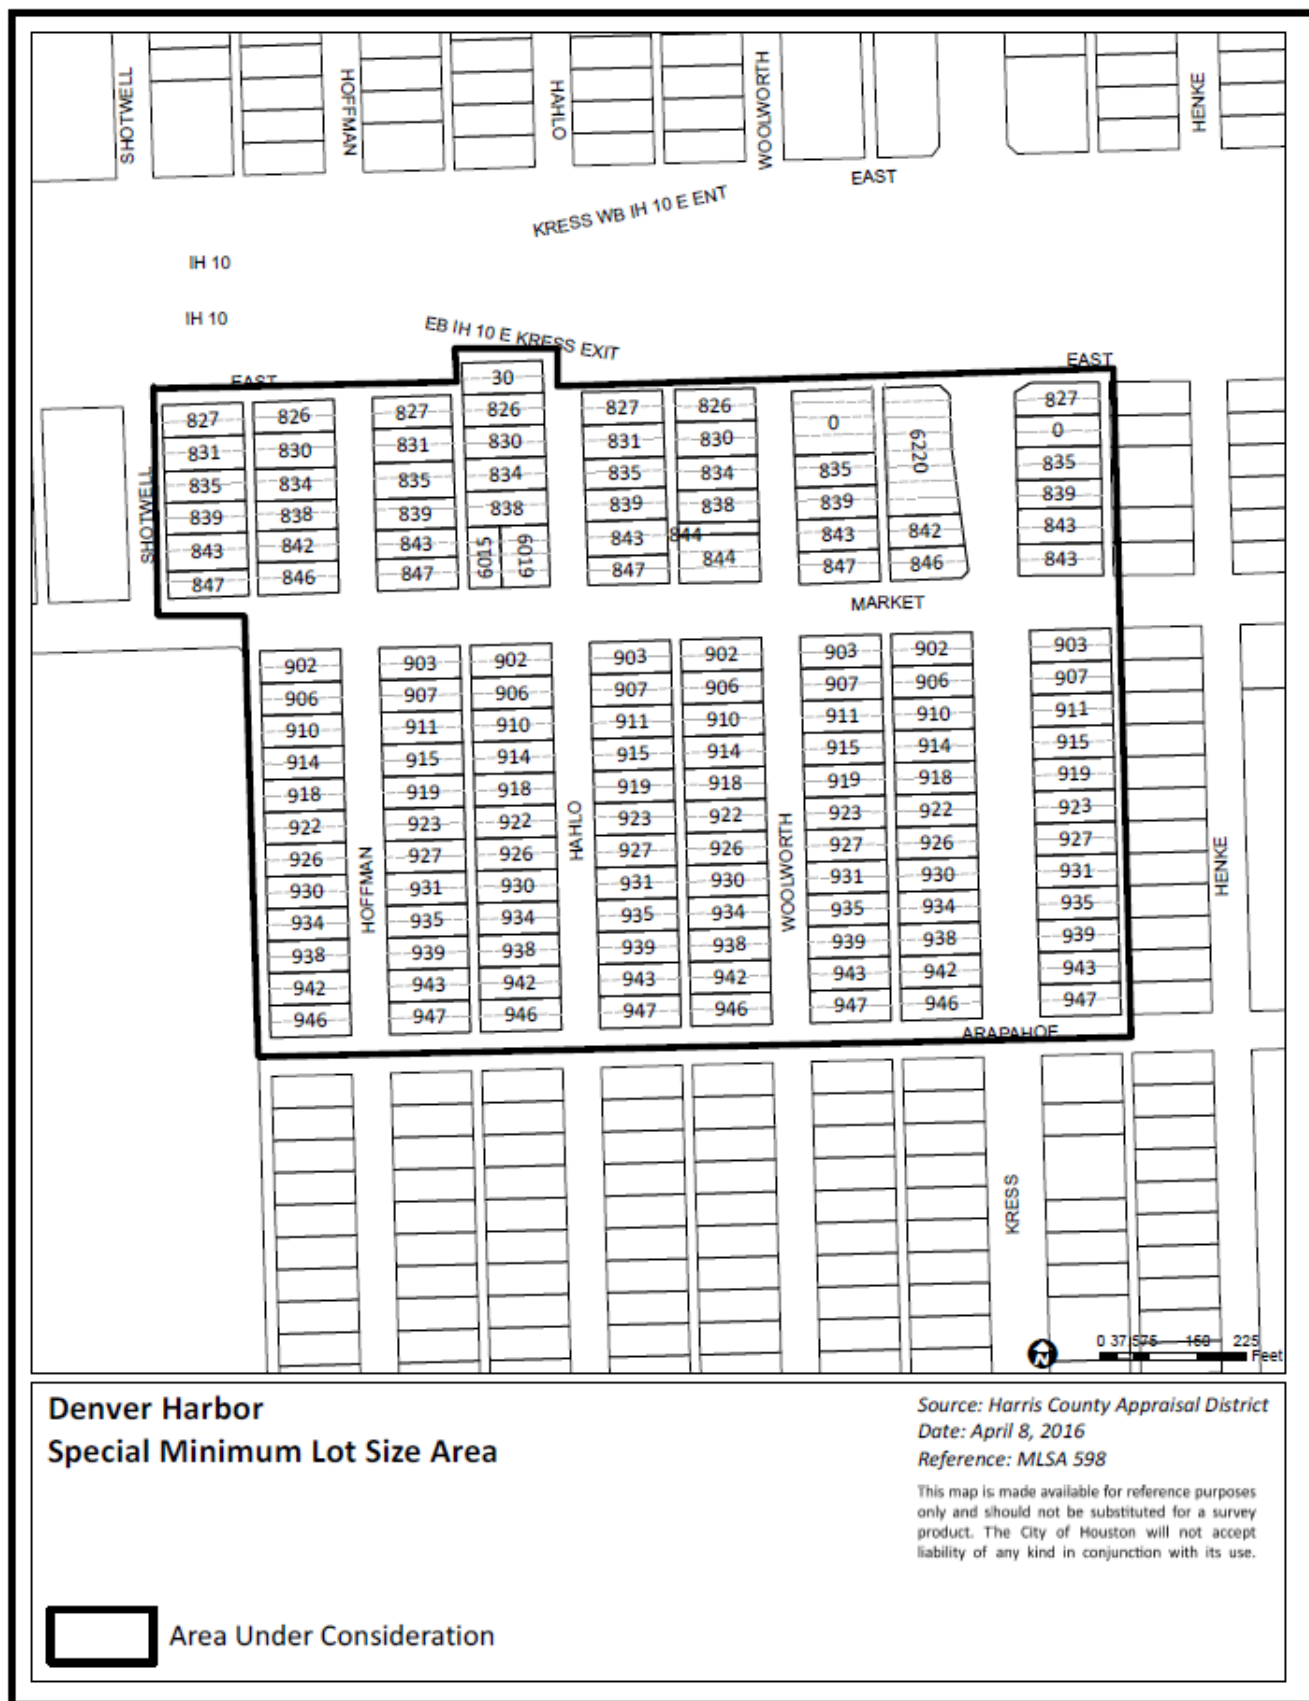 SHOTWELL
HOFFMAN
HAHLO
WOOLWORTH
HENKE
EAST
KRESS WB IH 10 E ENT
IH 10
IH 10
EB IH 10 E KRESS EXIT
EAST
EAST
30
827 826 827 826 827 826 0 6220 827
831 830 831 830 831 830 0
835 834 835 834 835 834 835 835
839 838 839 838 839 838 839 839
843 842 843 6015 6019 843 844 843 842 843
847 846 847 847 844 847 846 843
SHOTWELL
MARKET
902 903 902 903 902 903 902 903
906 907 906 907 906 907 906 907
910 911 910 911 910 911 910 911
914 915 914 915 914 915 914 915
918 919 918 919 918 919 918 919
922 923 922 923 922 923 922 923
926 927 926 927 926 927 926 927
930 931 930 931 930 931 930 931
934 935 934 935 934 935 934 935
938 939 938 939 938 939 938 939
942 943 942 943 942 943 942 943
946 947 946 947 946 947 946 947
HOFFMAN
HAHLO
WOOLWORTH
HENKE
ARAPAHOE
KRESS
N
0 37.575 150 225
Feet
Denver Harbor
Special Minimum Lot Size Area
Source: Harris County Appraisal District
Date: April 8, 2016
Reference: MLSA 598
This map is made available for reference purposes
only and should not be substituted for a survey
product. The City of Houston will not accept
liability of any kind in conjunction with its use.
Area Under Consideration